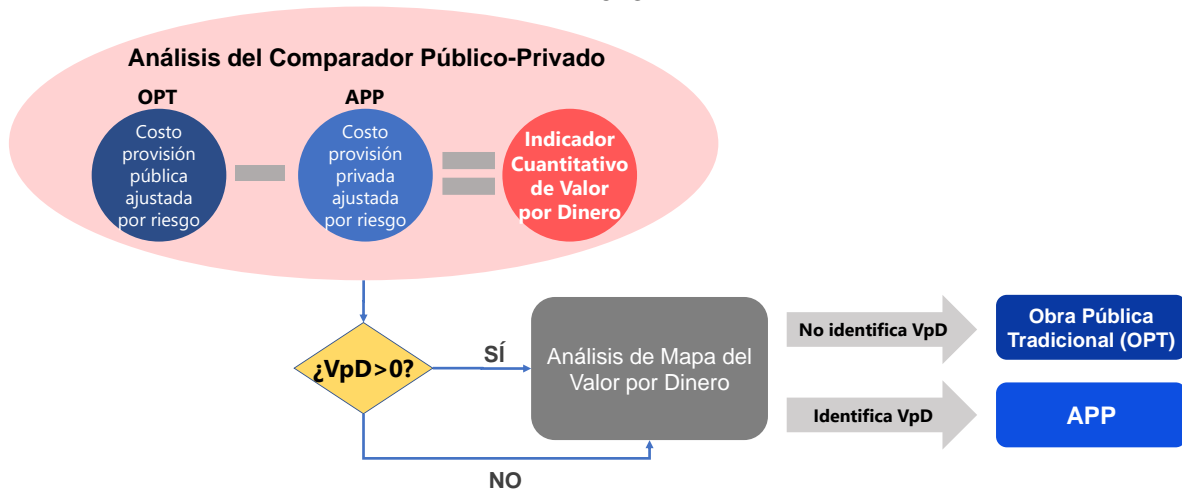 Análisis del Comparador Público-Privado
OPT
APP
Costo
provisión
pública
ajustada
por riesgo
Costo
provisión
privada
ajustada
por riesgo
Indicador
Cuantitativo
de Valor
por Dinero
¿VpD>0?
SÍ
NO
Análisis de Mapa del
Valor por Dinero
No identifica VpD
Identifica VpD
Obra Pública
Tradicional (OPT)
APP